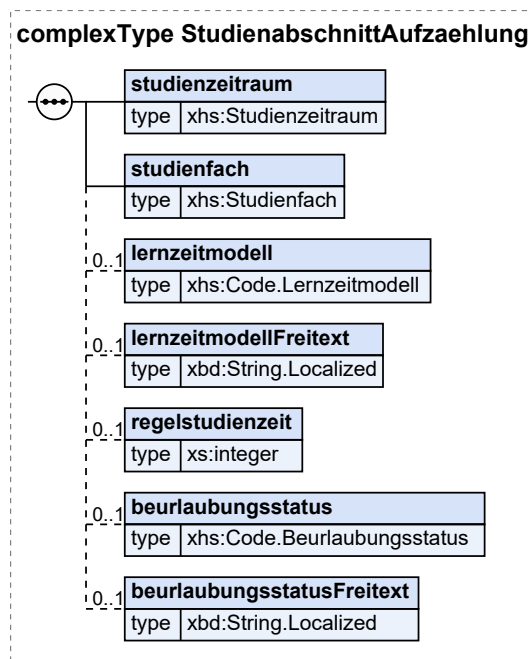 complexType StudienabschnittAufzaehlung
studienzeitraum
type xhs:Studienzeitraum
studienfach
type xhs:Studienfach
0..1 lernzeitmodell
type xhs:Code.Lernzeitmodell
0..1 lernzeitmodellFreitext
type xbd:String.Localized
0..1 regelstudienzeit
type xs:integer
0..1 beurlaubungsstatus
type xhs:Code.Beurlaubungsstatus
0..1 beurlaubungsstatusFreitext
type xbd:String.Localized